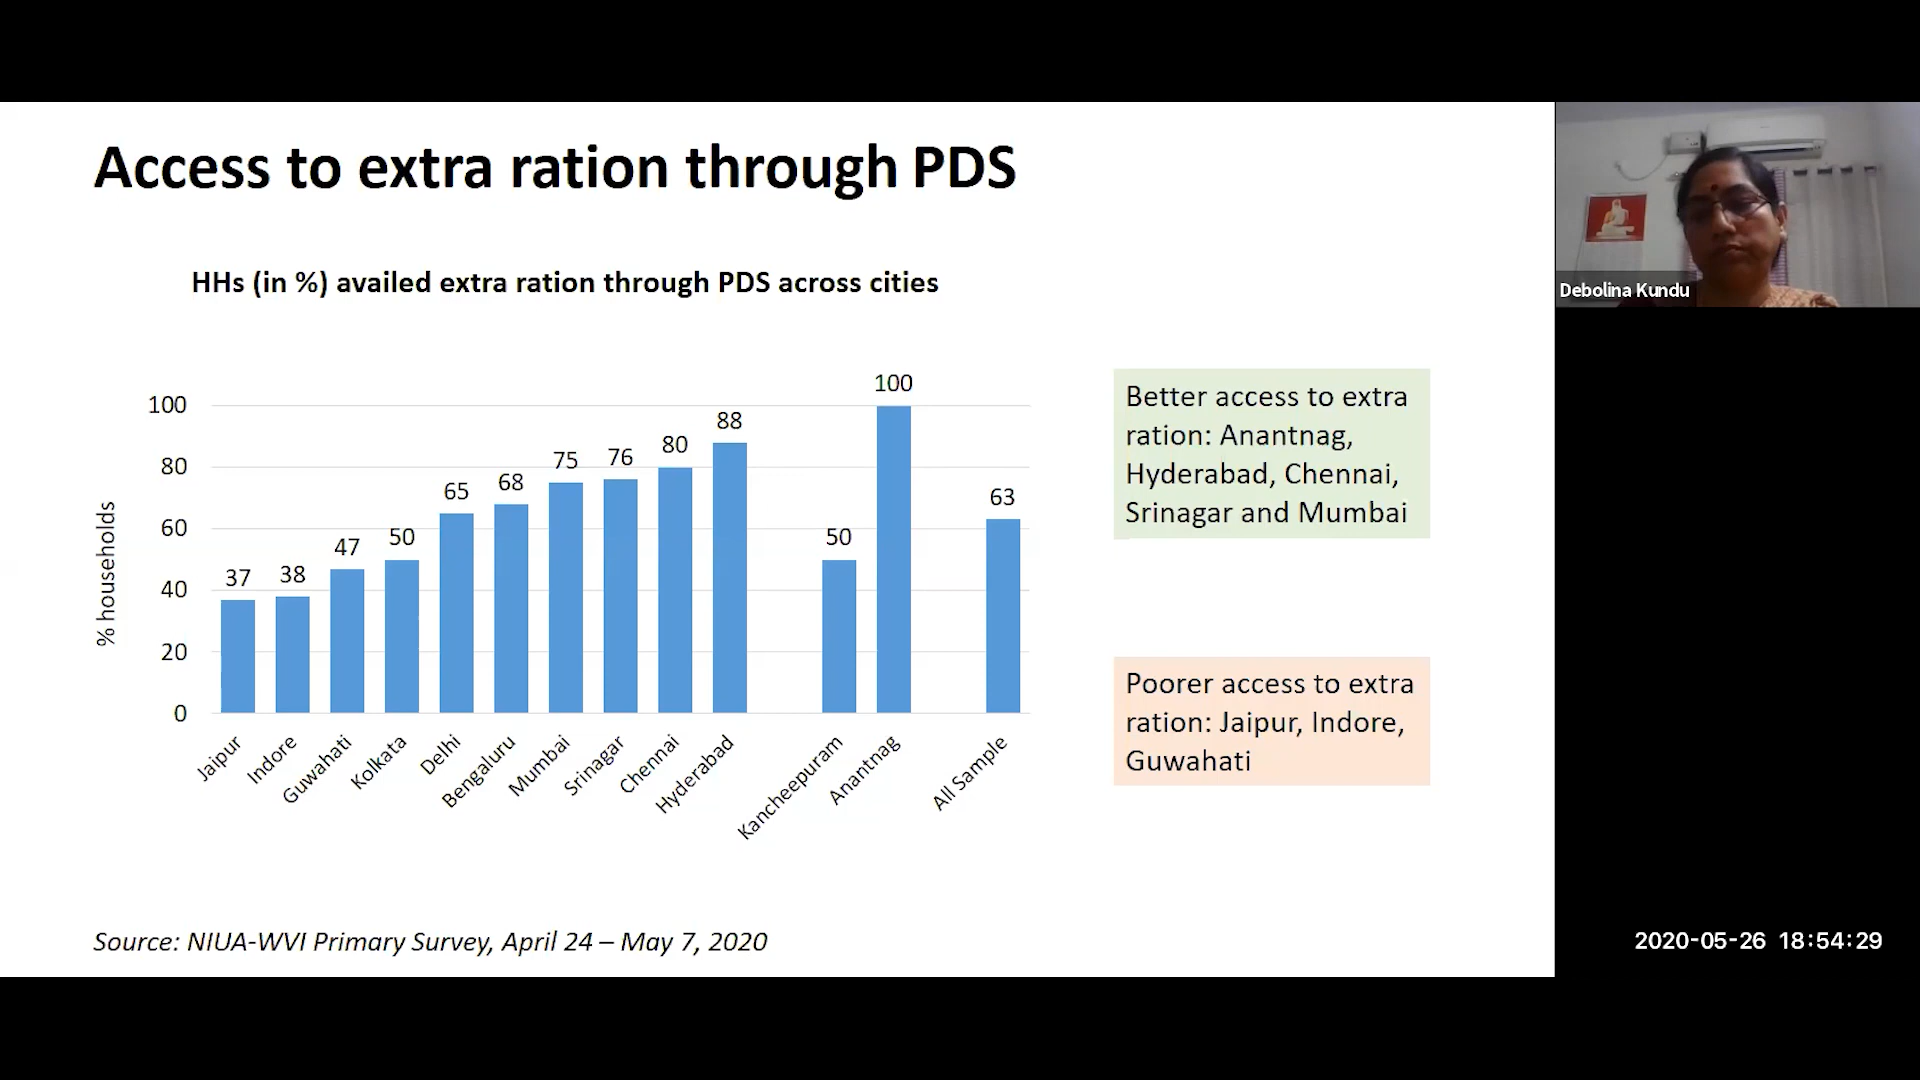 Access to extra ration through PDS
HHs (in %) availed extra ration through PDS across cities
% households
100
80
60
40
20
0
37
38
47
50
65
68
75
76
80
88
50
100
63
Jaipur
Indore
Guwahati
Kolkata
Delhi
Bengaluru
Mumbai
Srinagar
Chennai
Hyderabad
Kancheepuram
Anantnag
All Sample
Better access to extra
ration: Anantnag,
Hyderabad, Chennai,
Srinagar and Mumbai
Poorer access to extra
ration: Jaipur, Indore,
Guwahati
Source: NIUA-WVI Primary Survey, April 24 – May 7, 2020
Debolina Kundu
2020-05-26 18:54:29